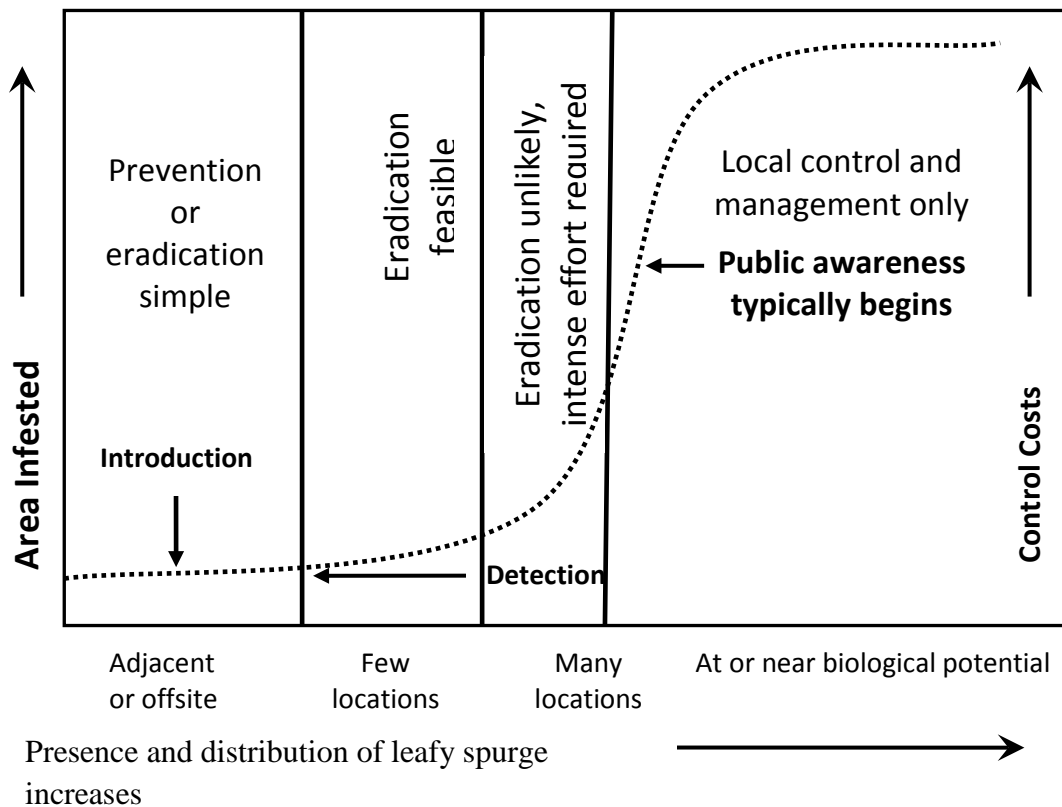 Area Infested
Prevention
or
eradication
simple
Introduction
Eradication
feasible
Eradication unlikely,
intense effort required
Detection
Local control and
management only
Public awareness
typically begins
Control Costs
Adjacent
or offsite
Few
locations
Many
locations
At or near biological potential
Presence and distribution of leafy spurge
increases